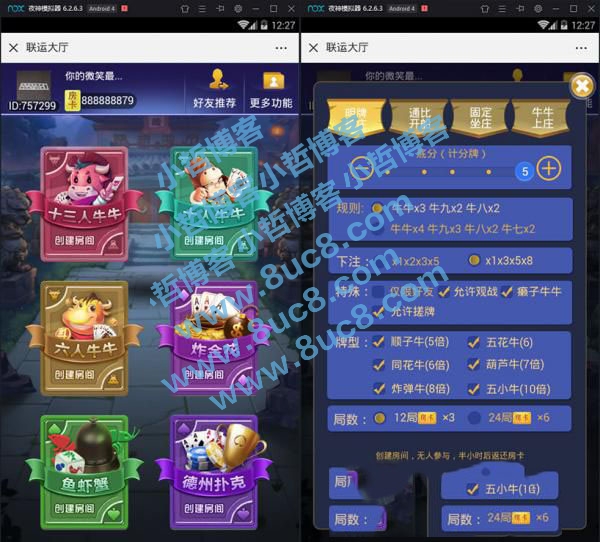 nox 夜神模拟器 6.2.6.3 Android 4
12:27
联运大厅
你的微笑最...
ID:757299
房卡
888888879
好友推荐
更多功能
十三人牛牛
创建房间
人牛牛
创建房间
六人牛牛
创建房间
炸金花
创建房间
鱼虾蟹
创建房间
德州扑克
创建房间
nox 夜神模拟器 6.2.6.3 Android 4
12:27
联运大厅
你的微笑最...
好友推荐
更多功能
明牌
通比
固定坐庄
牛牛上庄
底分（计分牌）
5
规则:
牛牛x3 牛九x2 牛八x2
牛牛x4 牛九x3 牛八x2 牛七x2
下注:
x1x2x3x5
x1x3x5x8
特殊:
好友
允许观战
癞子牛牛
允许搓牌
牌型:
顺子牛(5倍)
五花牛(6)
同花牛(6倍)
葫芦牛(7倍)
炸弹牛(8倍)
五小牛(10倍)
局数:
12局 房卡 ×3
24局 房卡 ×6
创建房间，无人参与，半小时后返还房卡
五小牛(1倍)
局数:
24局 房卡 ×6
小哲博客小哲博客小哲博客
www.8uc8.com
www.8uc8.com